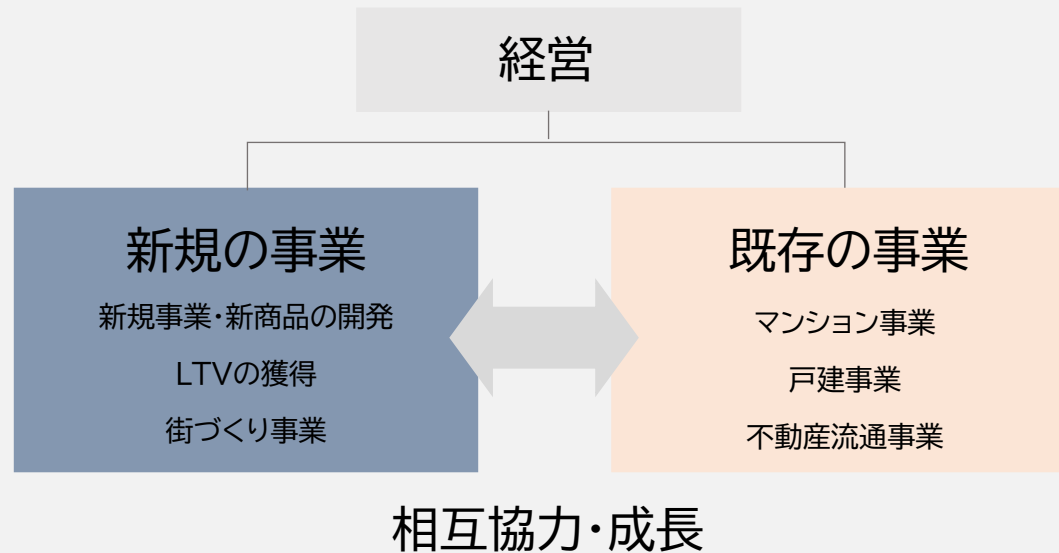 経営
新規の事業
新規事業・新商品の開発
LTVの獲得
街づくり事業
既存の事業
マンション事業
戸建事業
不動産流通事業
相互協力・成長